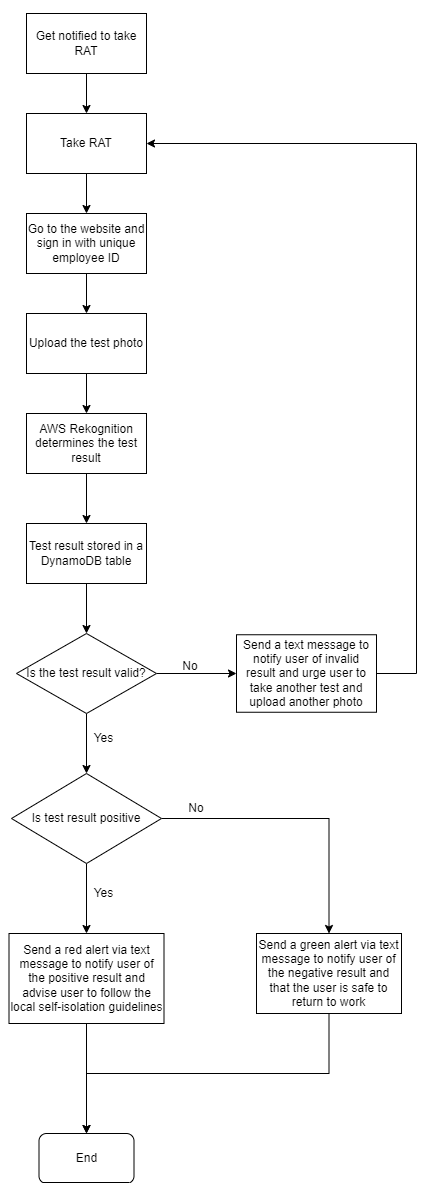 Get notified to take
RAT
Take RAT
Go to the website and
sign in with unique
employee ID
Upload the test photo
AWS Rekognition
determines the test
result
Test result stored in a
DynamoDB table
Is the test result valid?
No
Send a text message to
notify user of invalid
result and urge user to
take another test and
upload another photo
Yes
Is test result positive
No
Yes
Send a red alert via text
message to notify user of
the positive result and
advise user to follow the
local self-isolation guidelines
Send a green alert via text
message to notify user of
the negative result and
that the user is safe to
return to work
End